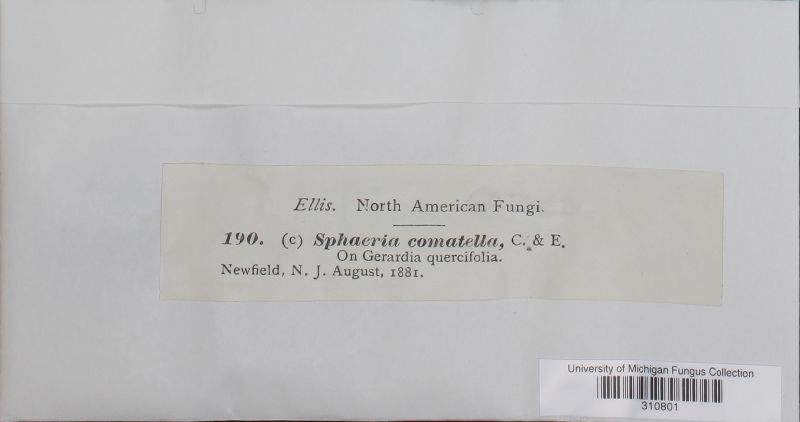 Ellis. North American Fungi.
190. (c) Sphaeria comatella, C. & E.
On Gerardia quercifolia.
Newfield, N. J. August, 1881.
University of Michigan Fungus Collection
310801